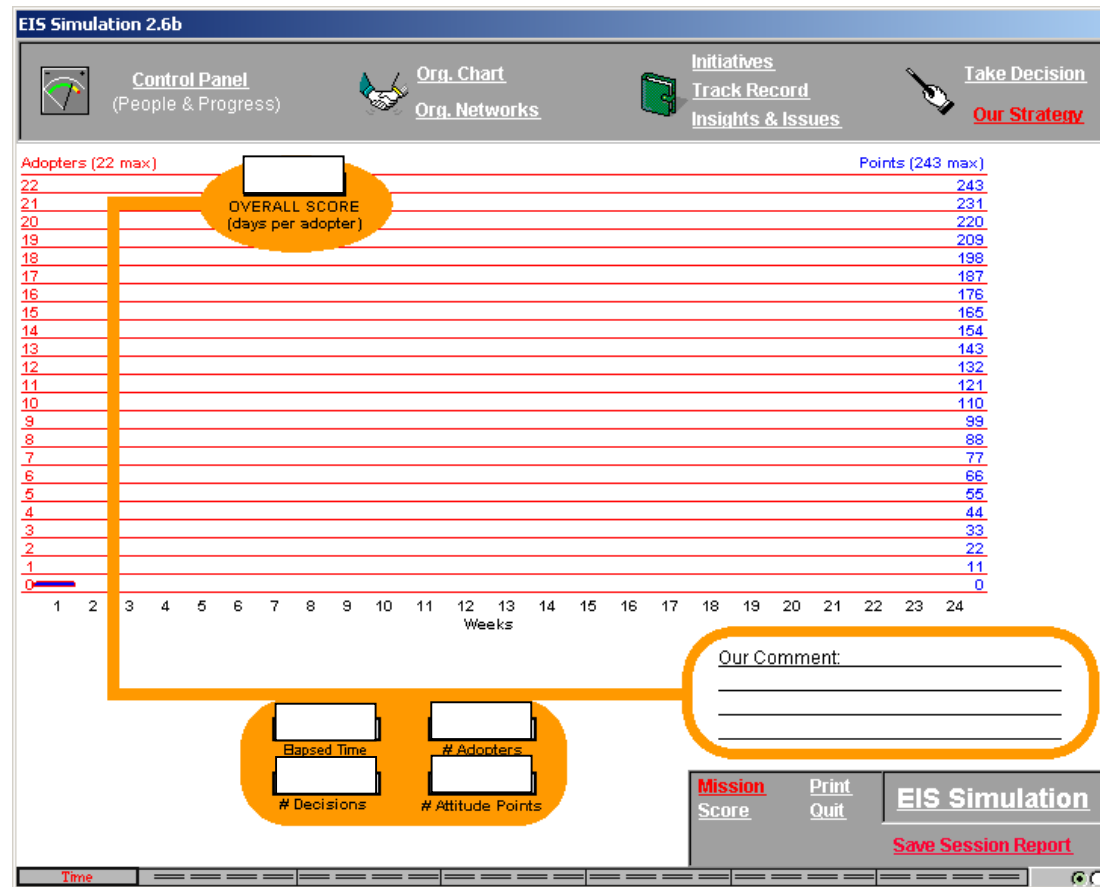 EIS Simulation 2.6b
Control Panel
(People & Progress)
Org. Chart
Org. Networks
Initiatives
Track Record
Insights & Issues
Take Decision
Our Strategy
Adopters (22 max)
Points (243 max)
OVERALL SCORE
(days per adopter)
22 243
21 231
20 220
19 209
18 198
17 187
16 176
15 165
14 154
13 143
12 132
11 121
10 110
9 99
8 88
7 77
6 66
5 55
4 44
3 33
2 22
1 11
0 0
1 2 3 4 5 6 7 8 9 10 11 12 13 14 15 16 17 18 19 20 21 22 23 24
Weeks
Our Comment:
Elapsed Time
# Adopters
# Decisions
# Attitude Points
Mission
Print
Score
Quit
EIS Simulation
Save Session Report
Time